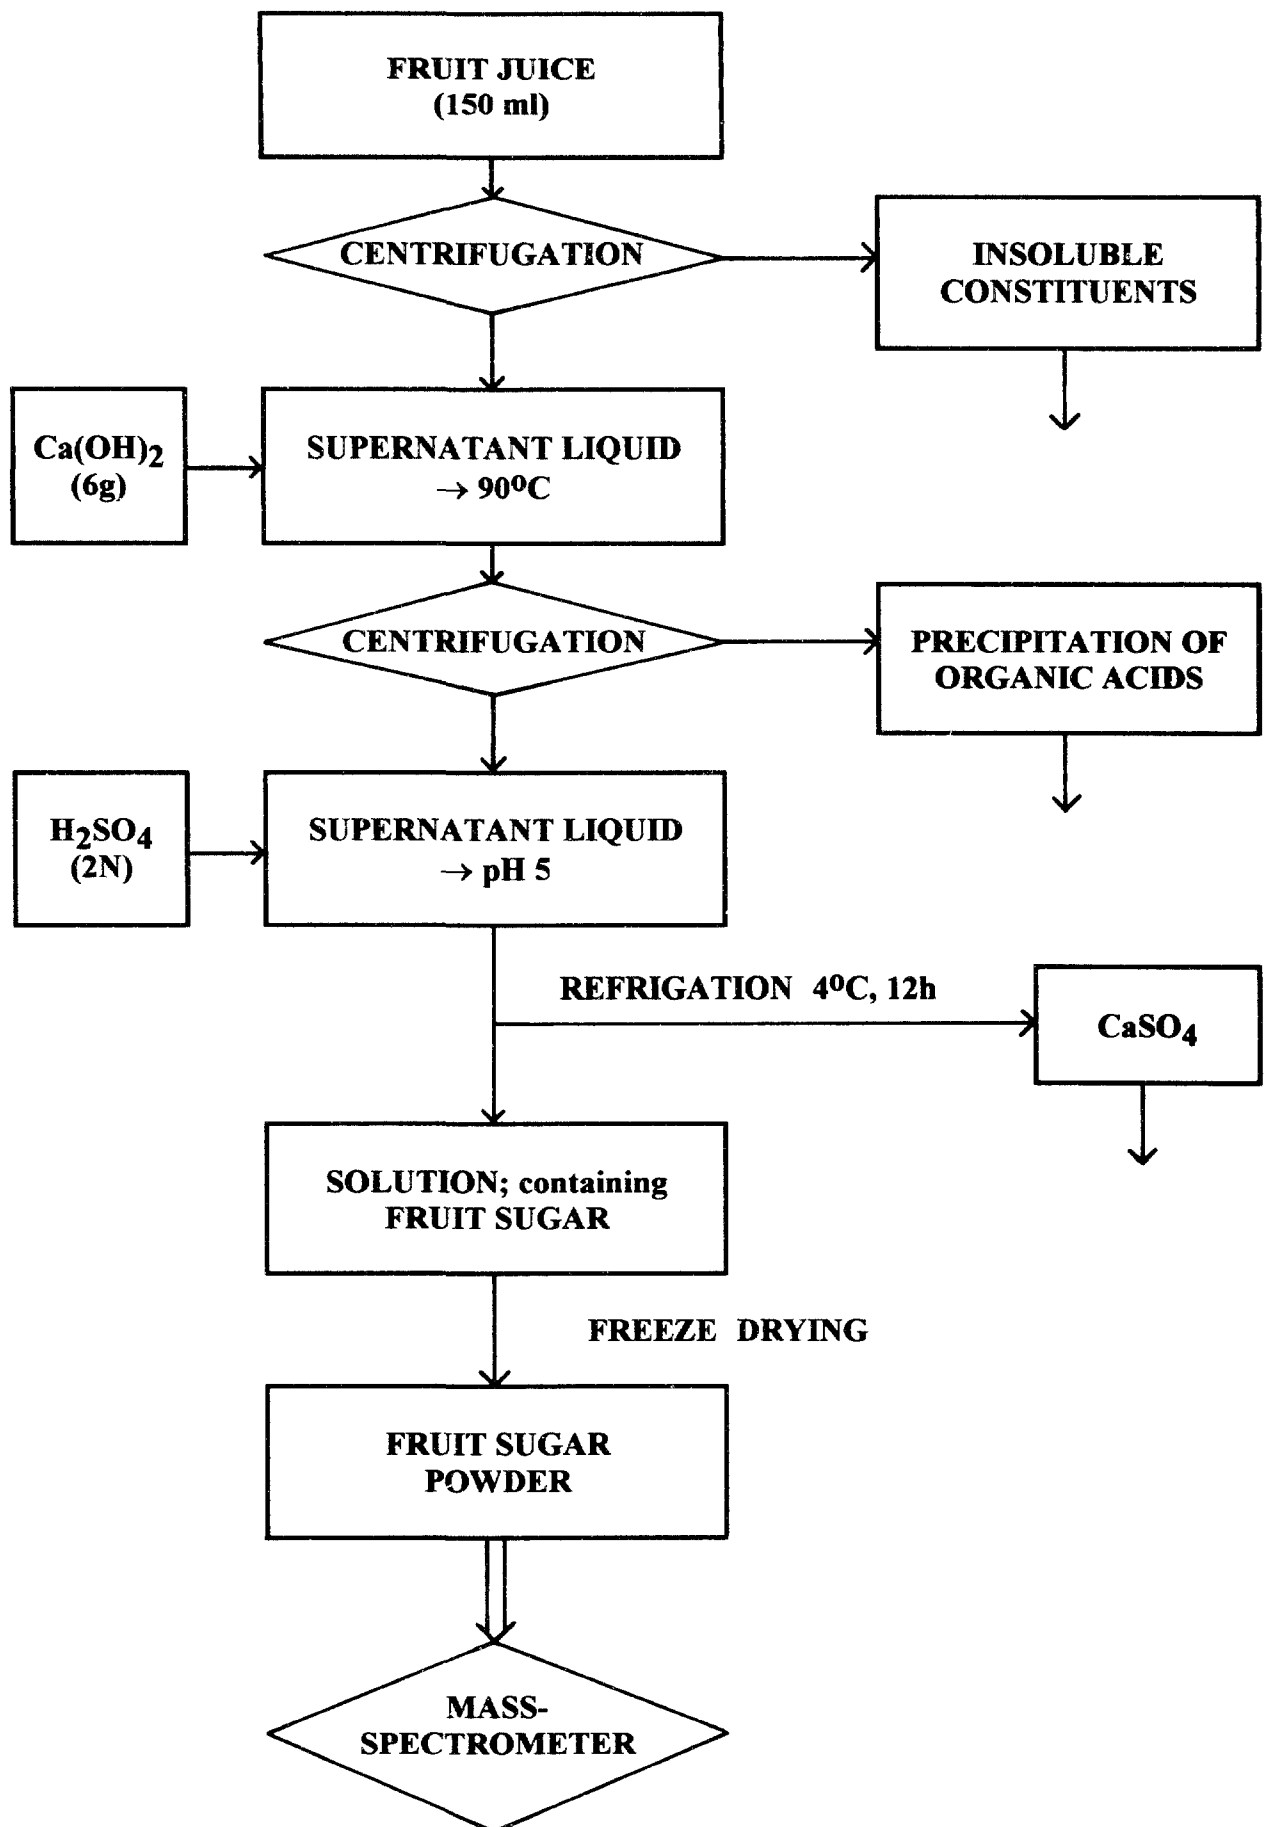 FRUIT JUICE
(150 ml)
CENTRIFUGATION
INSOLUBLE
CONSTITUENTS
Ca(OH)2
(6g)
SUPERNATANT LIQUID
→ 90ºC
CENTRIFUGATION
PRECIPITATION OF
ORGANIC ACIDS
H2SO4
(2N)
SUPERNATANT LIQUID
→ pH 5
REFRIGATION 4ºC, 12h
CaSO4
SOLUTION; containing
FRUIT SUGAR
FREEZE DRYING
FRUIT SUGAR
POWDER
MASS-
SPECTROMETER